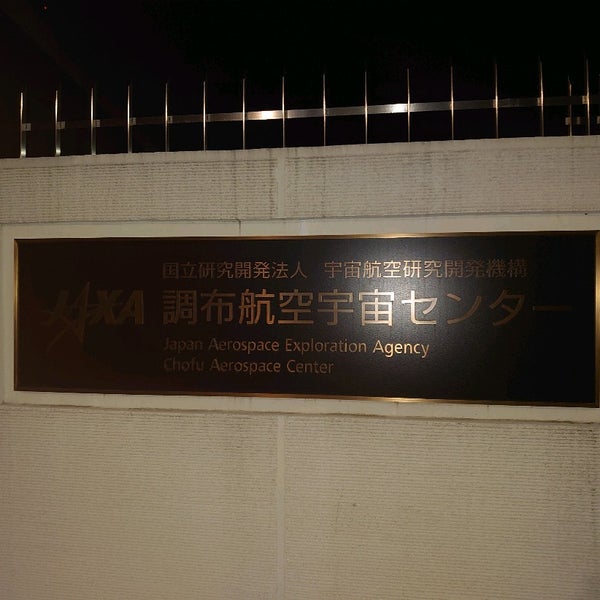 国立研究開発法人 宇宙航空研究開発機構
JAXA 調布航空宇宙センター
Japan Aerospace Exploration Agency
Chofu Aerospace Center